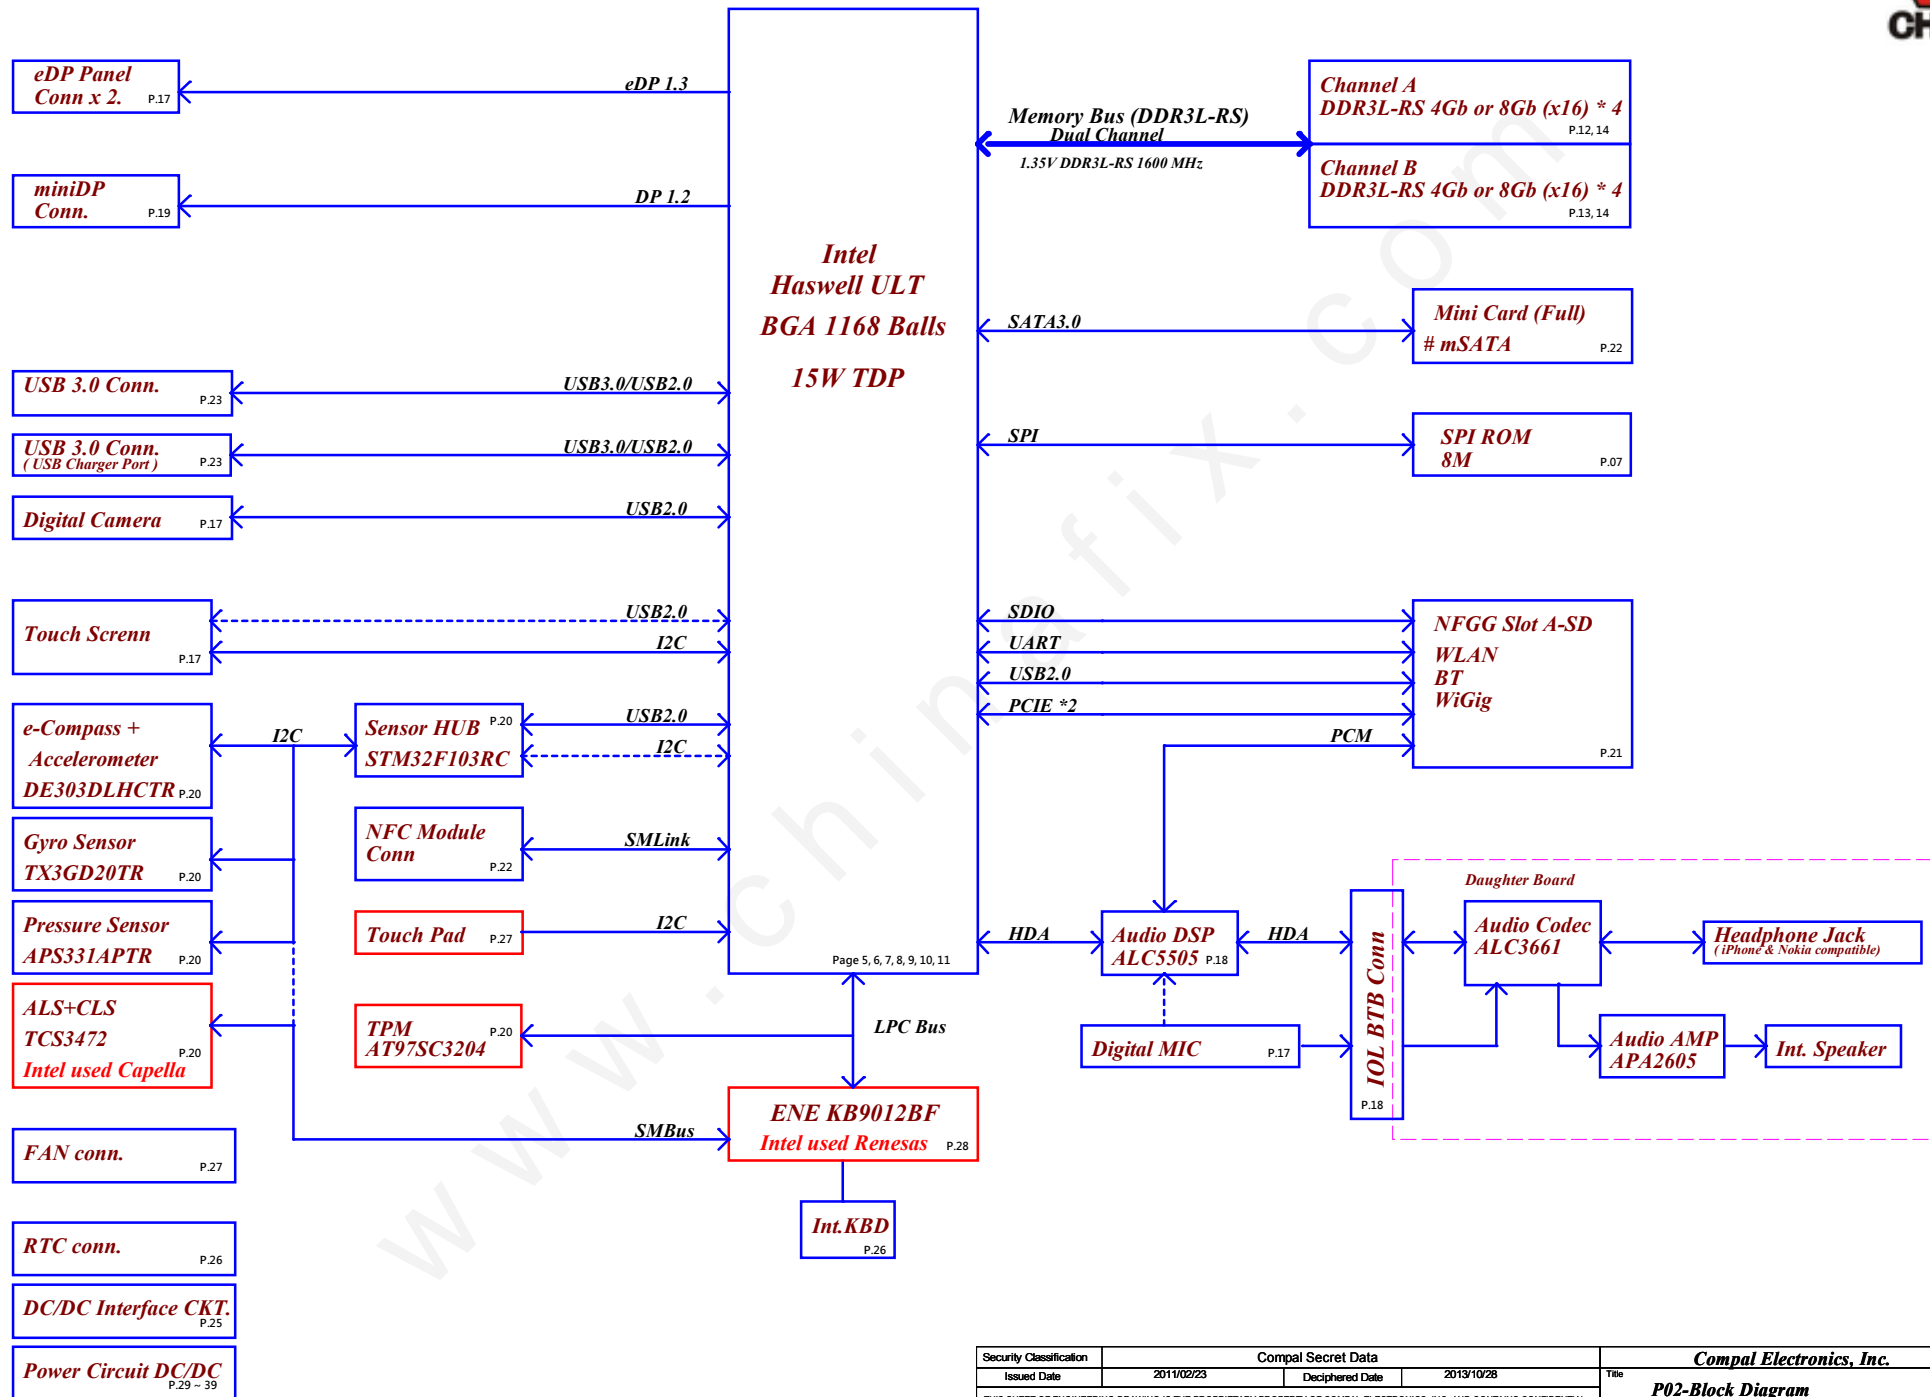 CH
eDP Panel
Conn x 2.
P.17
eDP 1.3
miniDP
Conn.
P.19
DP 1.2
Intel
Haswell ULT
BGA 1168 Balls
15W TDP
Page 5, 6, 7, 8, 9, 10, 11
Memory Bus (DDR3L-RS)
Dual Channel
1.35V DDR3L-RS 1600 MHz
Channel A
DDR3L-RS 4Gb or 8Gb (x16) * 4
P.12, 14
Channel B
DDR3L-RS 4Gb or 8Gb (x16) * 4
P.13, 14
SATA3.0
Mini Card (Full)
# mSATA
P.22
SPI
SPI ROM
8M
P.07
USB 3.0 Conn.
P.23
USB3.0/USB2.0
USB 3.0 Conn.
( USB Charger Port )
P.23
USB3.0/USB2.0
Digital Camera
P.17
USB2.0
Touch Screnn
P.17
USB2.0
I2C
SDIO
UART
USB2.0
PCIE *2
PCM
NFGG Slot A-SD
WLAN
BT
WiGig
P.21
e-Compass +
Accelerometer
DE303DLHCTR
P.20
I2C
Sensor HUB
P.20
STM32F103RC
USB2.0
I2C
Gyro Sensor
TX3GD20TR
P.20
NFC Module
Conn
P.22
SMLink
Pressure Sensor
APS331APTR
P.20
Touch Pad
P.27
I2C
ALS+CLS
TCS3472
P.20
Intel used Capella
TPM
P.20
AT97SC3204
LPC Bus
HDA
Audio DSP
ALC5505
P.18
HDA
Digital MIC
P.17
IOL BTB Conn
P.18
Daughter Board
Audio Codec
ALC3661
Headphone Jack
( iPhone & Nokia compatible)
Audio AMP
APA2605
Int. Speaker
SMBus
ENE KB9012BF
Intel used Renesas
P.28
Int.KBD
P.26
FAN conn.
P.27
RTC conn.
P.26
DC/DC Interface CKT.
P.25
Power Circuit DC/DC
P.29 ~ 39
www.chinafix.com
Security Classification
Compal Secret Data
Compal Electronics, Inc.
Issued Date
2011/02/23
Deciphered Date
2013/10/28
Title
P02-Block Diagram